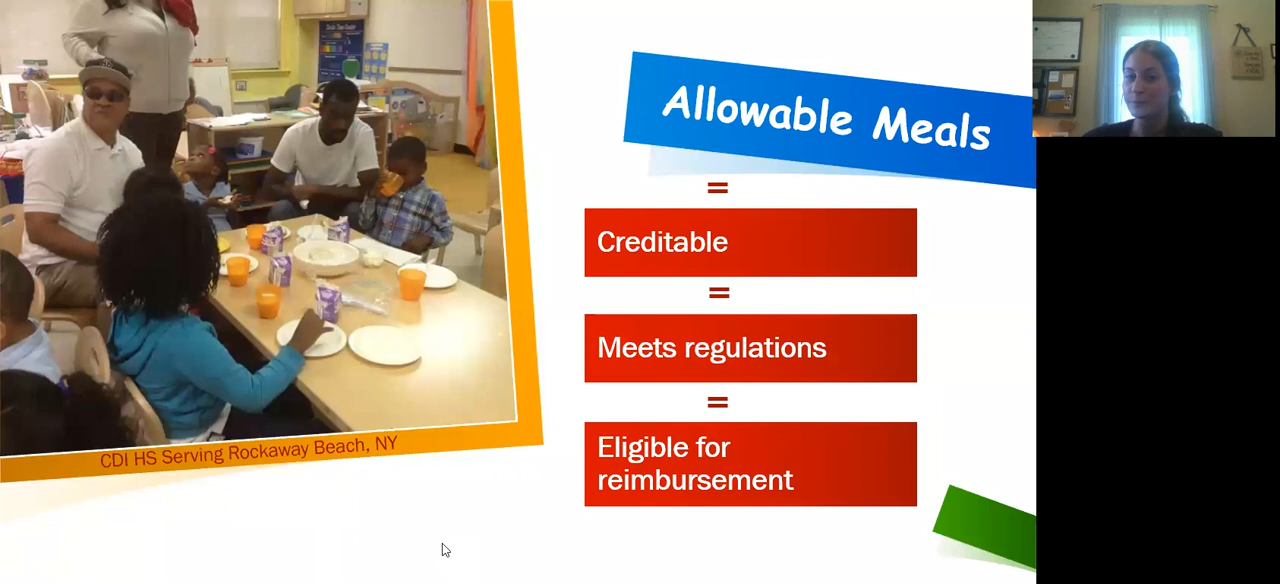 Allowable Meals
=
Creditable
=
Meets regulations
=
Eligible for
reimbursement
CDI HS Serving Rockaway Beach, NY